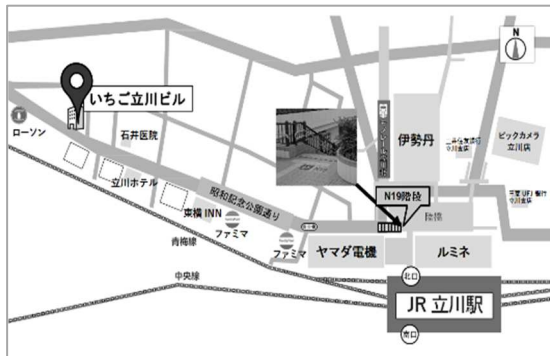 N
いちご立川ビル
ローソン
石井医院
立川ホテル
東横INN
昭和記念公園通り
ファミマ
ファミマ
青梅線
中央線
伊勢丹
ビックカメラ
立川店
N19階段
ヤマダ電機
ルミネ
北口
JR 立川駅
南口